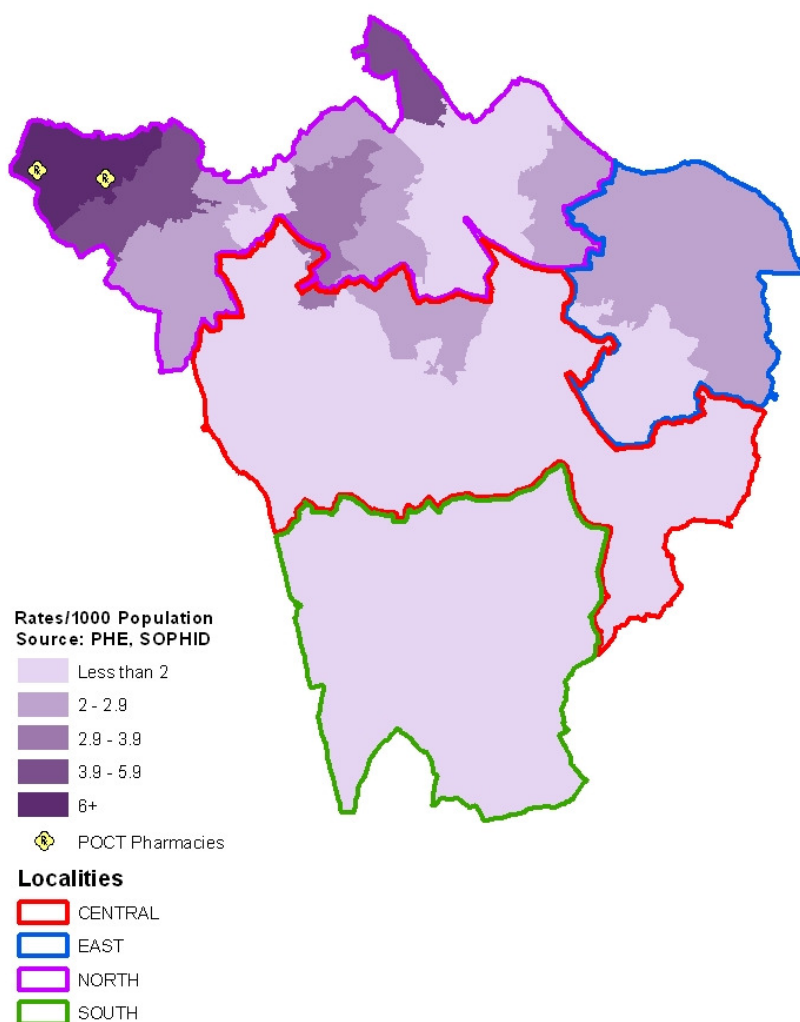 Rates/1000 Population
Source: PHE, SOPHID
Less than 2
2 - 2.9
2.9 - 3.9
3.9 - 5.9
6+
POCT Pharmacies
Localities
CENTRAL
EAST
NORTH
SOUTH